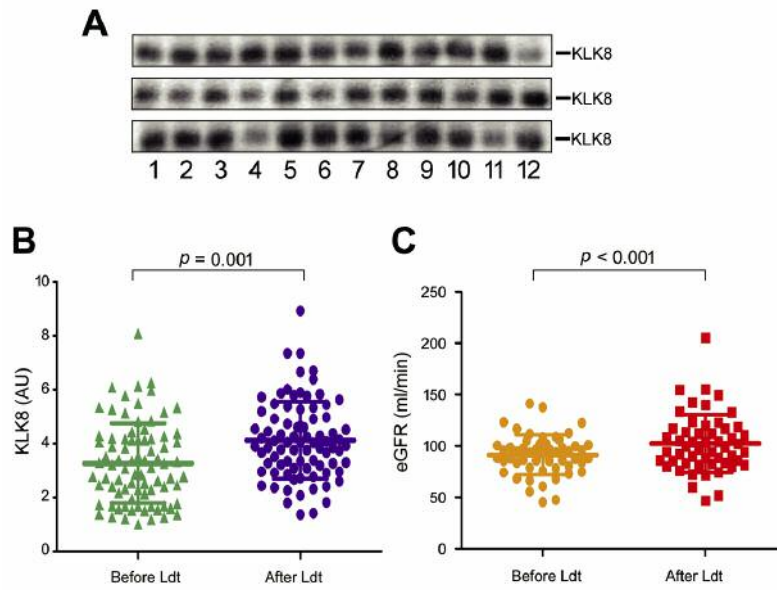 A
KLK8
KLK8
KLK8
1 2 3 4 5 6 7 8 9 10 11 12
B
p = 0.001
10
8
6
4
2
0
KLK8 (AU)
Before Ldt After Ldt
C
p < 0.001
250
200
150
100
50
0
eGFR (ml/min)
Before Ldt After Ldt